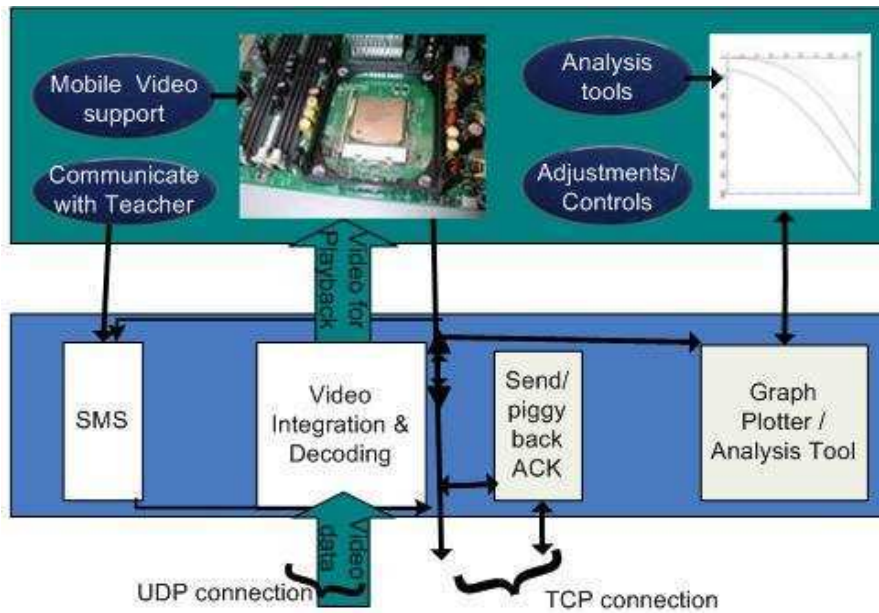 Mobile Video
support
Communicate
with Teacher
Analysis
tools
Adjustments/
Controls
Video for
Playback
SMS
Video
Integration &
Decoding
Send/
piggy
back
ACK
Graph
Plotter /
Analysis Tool
Video
data
UDP connection
TCP connection